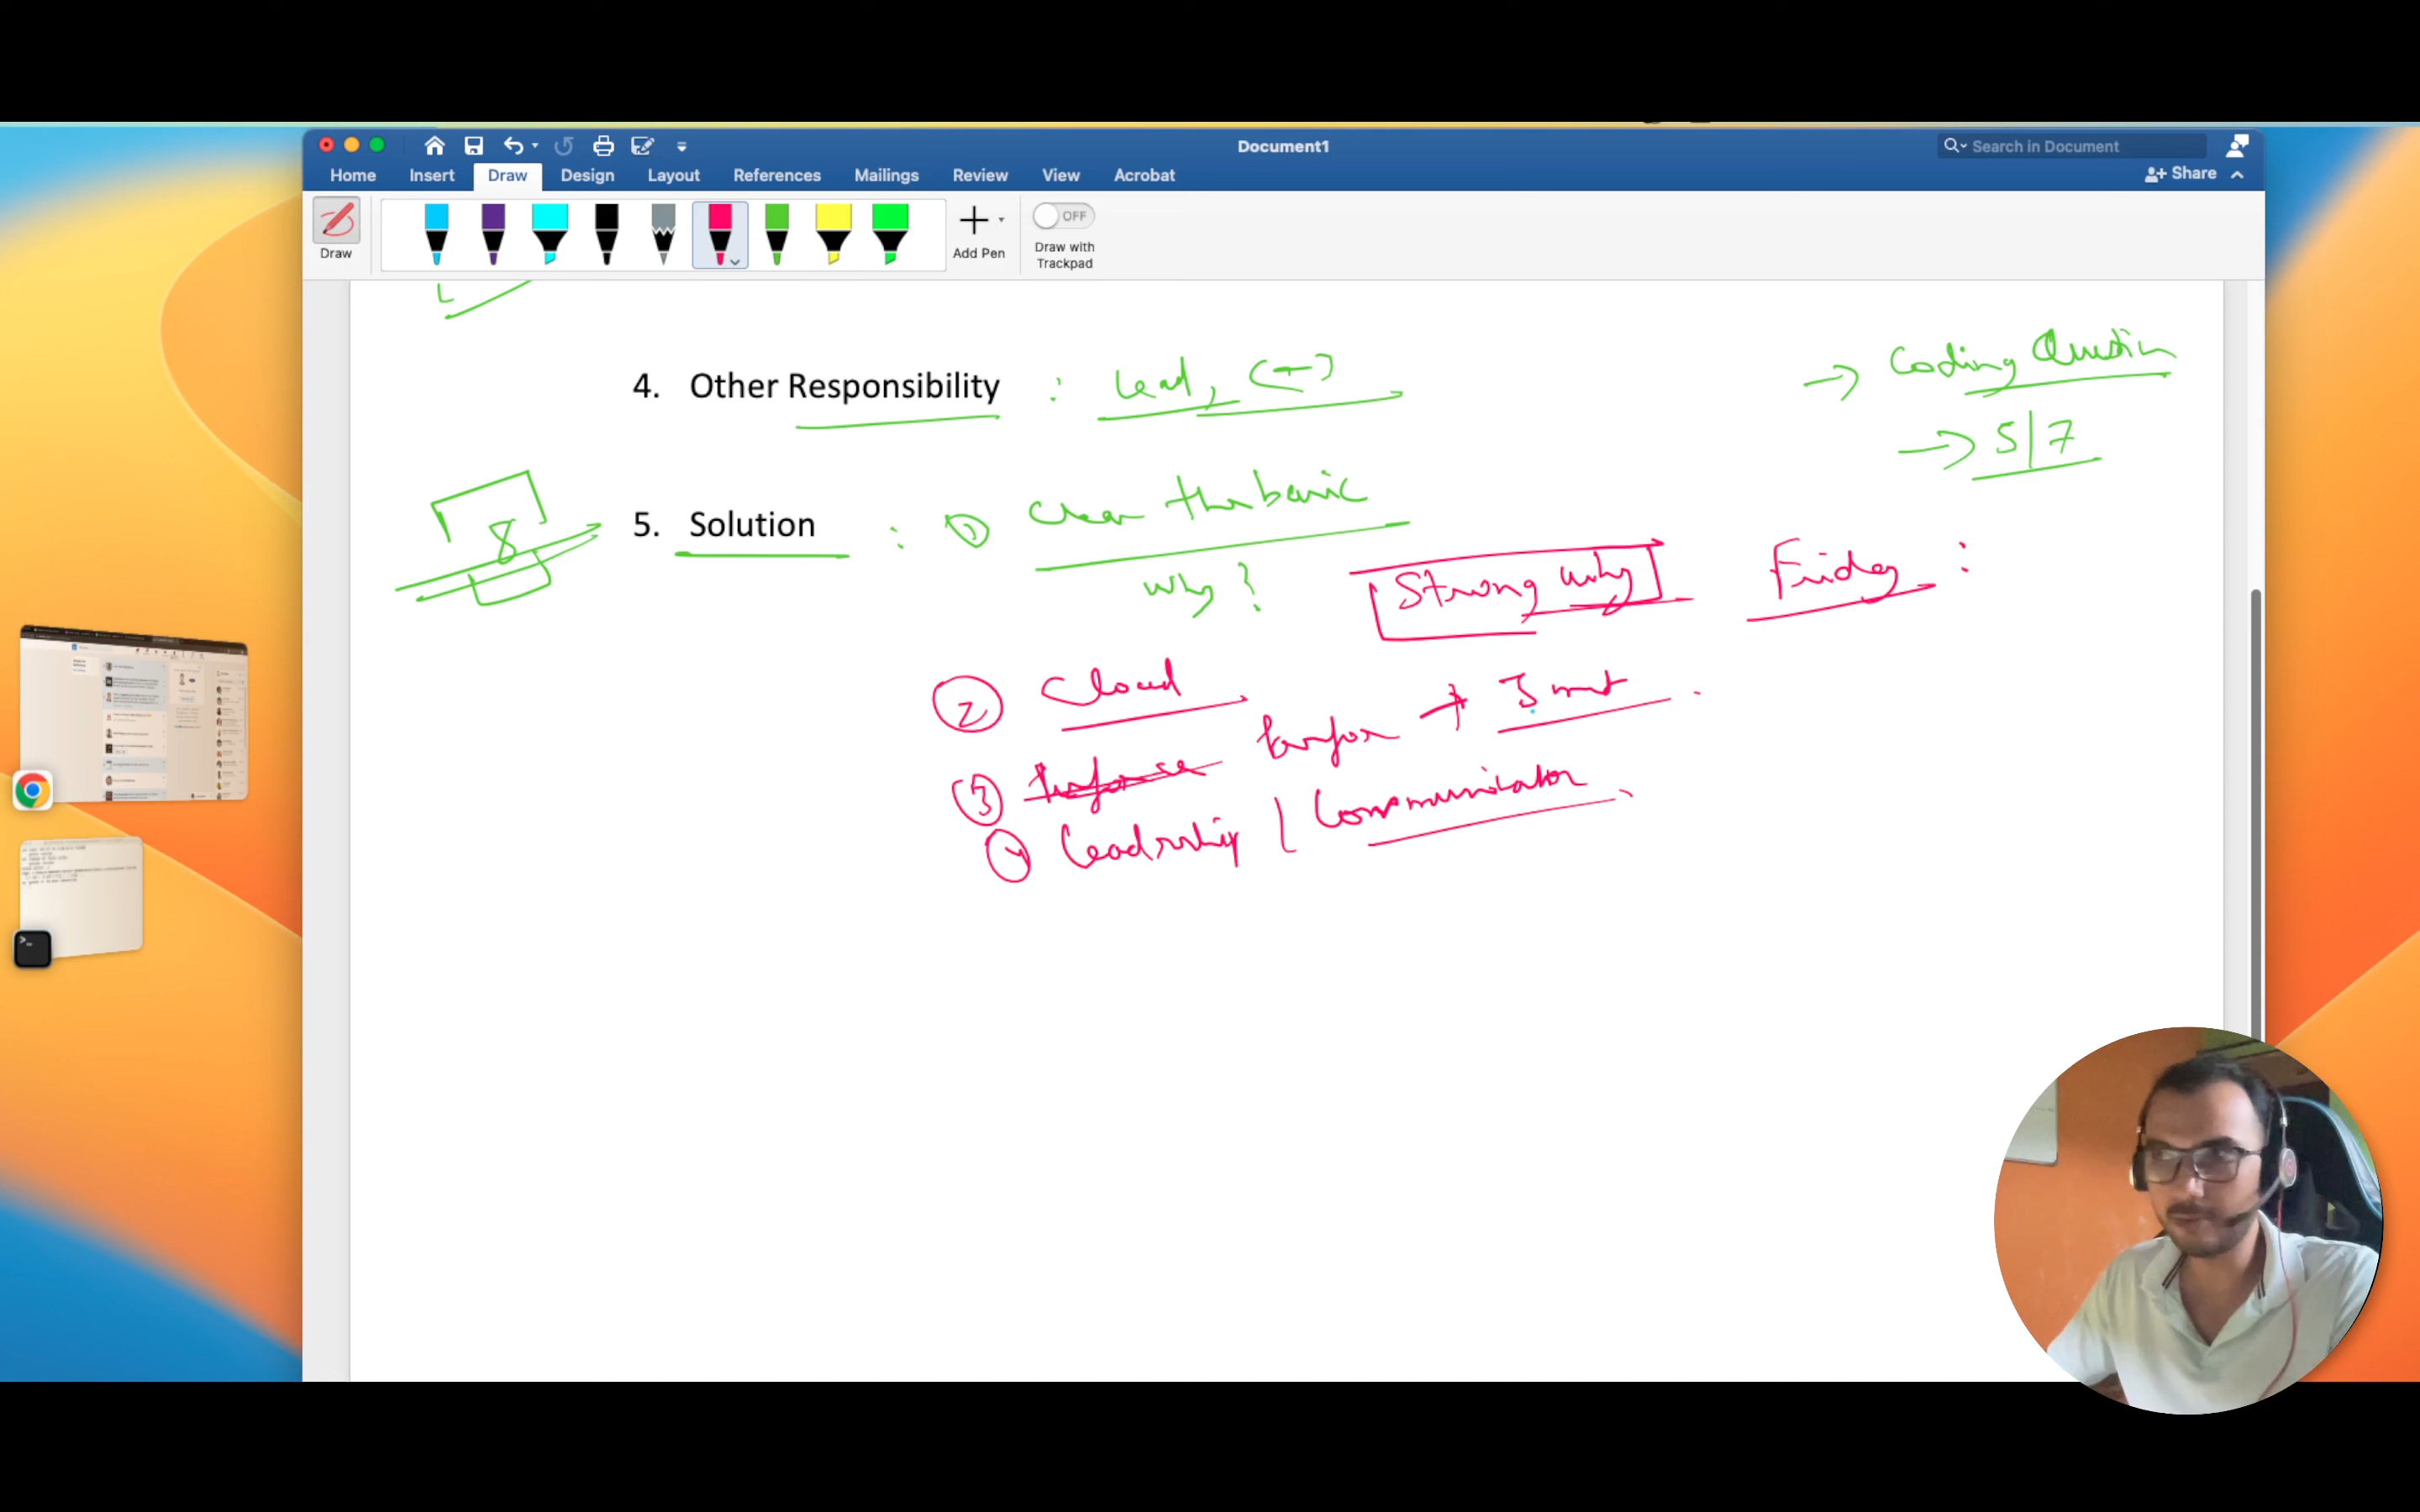 Document1
Search in Document
Home Insert Draw Design Layout References Mailings Review View Acrobat
Share
Draw
Add Pen
OFF
Draw with
Trackpad
4. Other Responsibility : Lead,
→ Coding Question
→ 5|7
8
5. Solution : ① Clear the basic
why?
Strong why
Friday :
② Cloud
③
④ Leadership | Communication